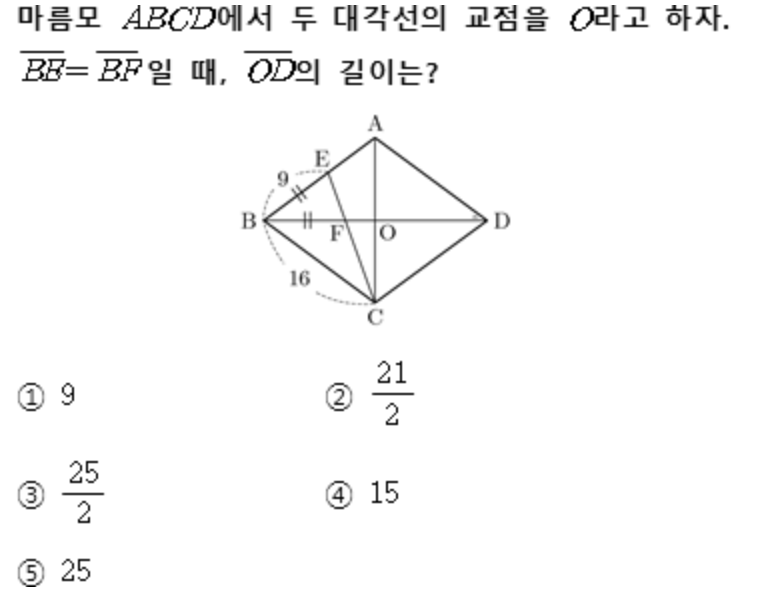 마름모 ABCD에서 두 대각선의 교점을 O라고 하자.
BE=BF일 때, OD의 길이는?
A
E
9
B
F
O
D
16
C
① 9
② 21/2
③ 25/2
④ 15
⑤ 25